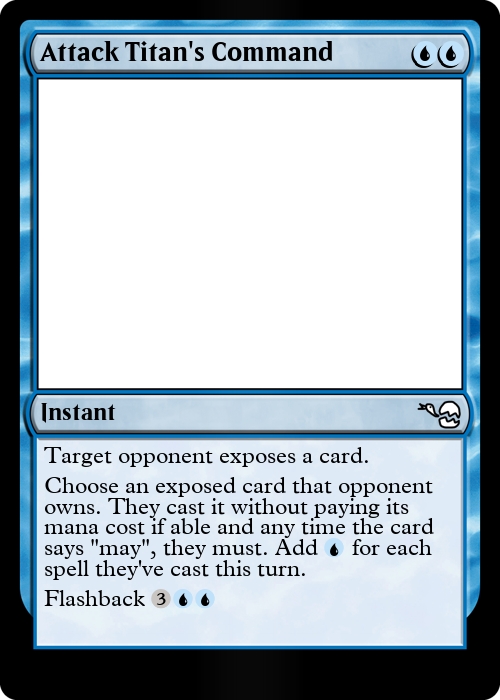 Attack Titan's Command
Instant
Target opponent exposes a card.
Choose an exposed card that opponent
owns. They cast it without paying its
mana cost if able and any time the card
says "may", they must. Add for each
spell they've cast this turn.
Flashback 3